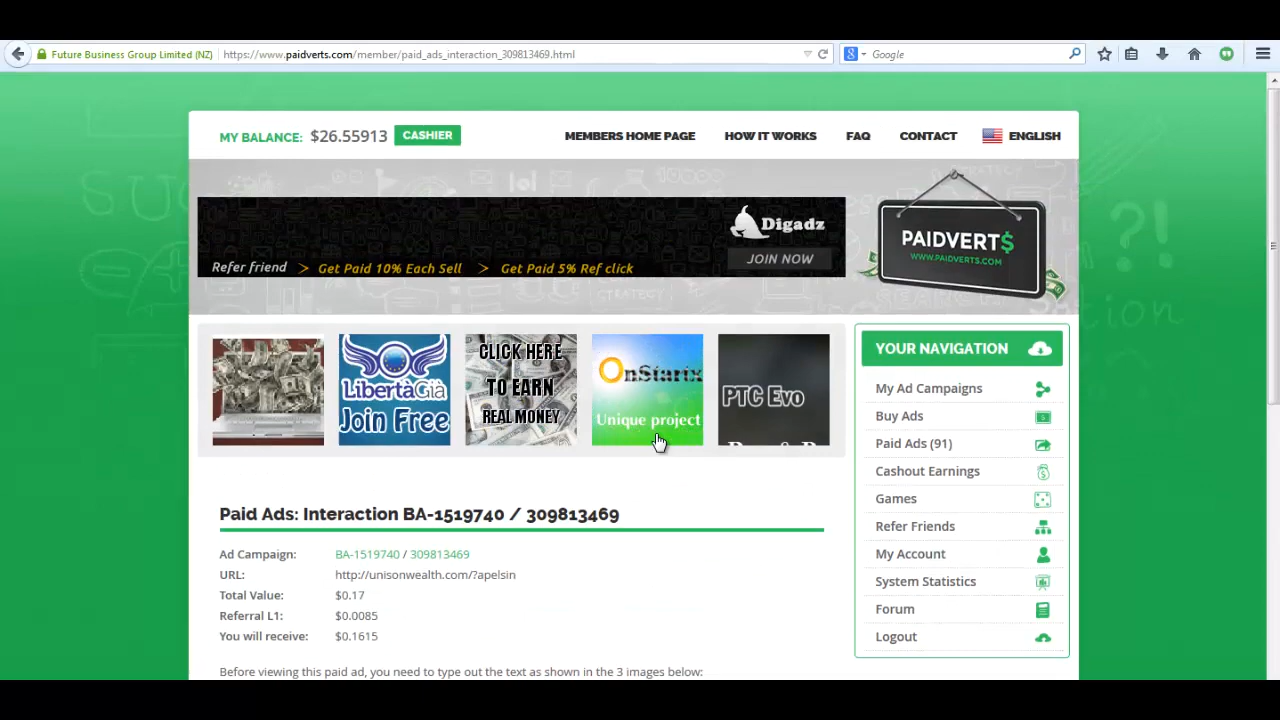 Future Business Group Limited (NZ)
https://www.paidverts.com/member/paid_ads_interaction_309813469.html
Google
MY BALANCE: $26.55913 CASHIER
MEMBERS HOME PAGE HOW IT WORKS FAQ CONTACT ENGLISH
Digadz
JOIN NOW
Refer friend > Get Paid 10% Each Sell > Get Paid 5% Ref click
PAIDVERT$
WWW.PAIDVERTS.COM
LibertàGià
Join Free
CLICK HERE
TO EARN
REAL MONEY
OnStartx
Unique project
PTC Evo
YOUR NAVIGATION
My Ad Campaigns
Buy Ads
Paid Ads (91)
Cashout Earnings
Games
Refer Friends
My Account
System Statistics
Forum
Logout
Paid Ads: Interaction BA-1519740 / 309813469
Ad Campaign: BA-1519740 / 309813469
URL: http://unisonwealth.com/?apelsin
Total Value: $0.17
Referral L1: $0.0085
You will receive: $0.1615
Before viewing this paid ad, you need to type out the text as shown in the 3 images below: